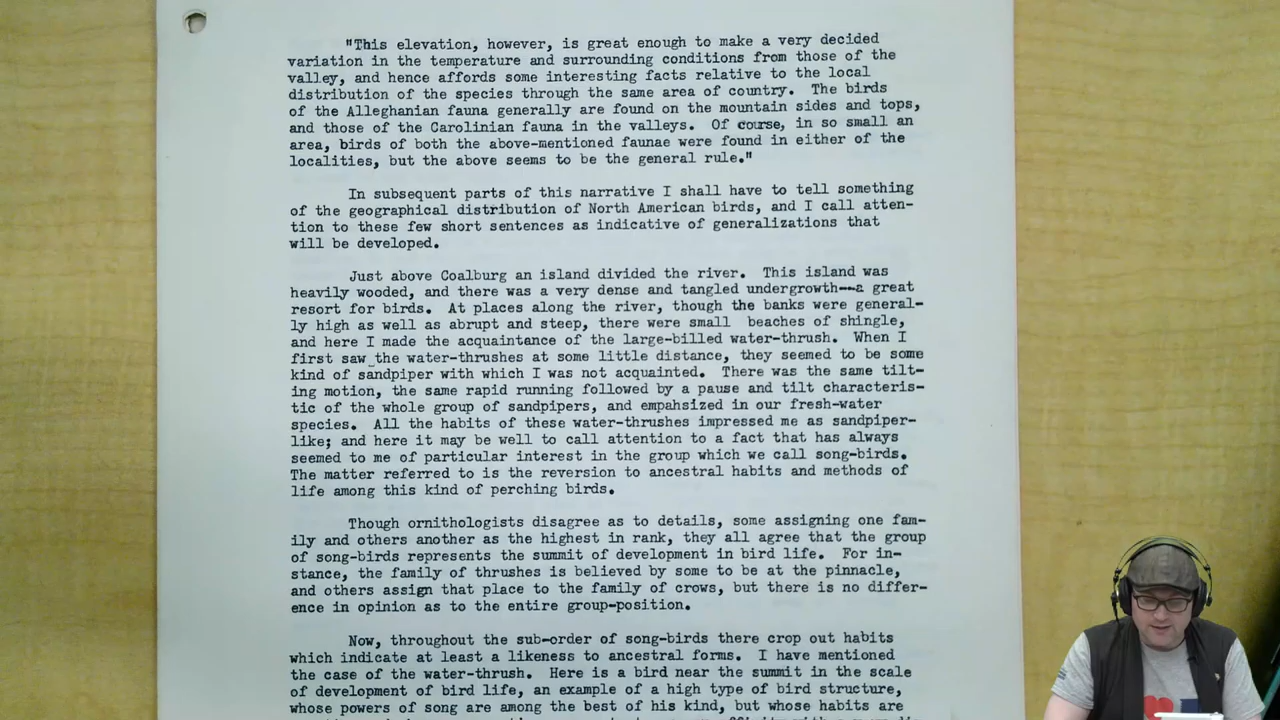 "This elevation, however, is great enough to make a very decided
variation in the temperature and surrounding conditions from those of the
valley, and hence affords some interesting facts relative to the local
distribution of the species through the same area of country. The birds
of the Alleghanian fauna generally are found on the mountain sides and tops,
and those of the Carolinian fauna in the valleys. Of course, in so small an
area, birds of both the above-mentioned faunae were found in either of the
localities, but the above seems to be the general rule."
In subsequent parts of this narrative I shall have to tell something
of the geographical distribution of North American birds, and I call atten-
tion to these few short sentences as indicative of generalizations that
will be developed.
Just above Coalburg an island divided the river. This island was
heavily wooded, and there was a very dense and tangled undergrowth--a great
resort for birds. At places along the river, though the banks were general-
ly high as well as abrupt and steep, there were small beaches of shingle,
and here I made the acquaintance of the large-billed water-thrush. When I
first saw the water-thrushes at some little distance, they seemed to be some
kind of sandpiper with which I was not acquainted. There was the same tilt-
ing motion, the same rapid running followed by a pause and tilt characteris-
tic of the whole group of sandpipers, and empahsized in our fresh-water
species. All the habits of these water-thrushes impressed me as sandpiper-
like; and here it may be well to call attention to a fact that has always
seemed to me of particular interest in the group which we call song-birds.
The matter referred to is the reversion to ancestral habits and methods of
life among this kind of perching birds.
Though ornithologists disagree as to details, some assigning one fam-
ily and others another as the highest in rank, they all agree that the group
of song-birds represents the summit of development in bird life. For in-
stance, the family of thrushes is believed by some to be at the pinnacle,
and others assign that place to the family of crows, but there is no differ-
ence in opinion as to the entire group-position.
Now, throughout the sub-order of song-birds there crop out habits
which indicate at least a likeness to ancestral forms. I have mentioned
the case of the water-thrush. Here is a bird near the summit in the scale
of development of bird life, an example of a high type of bird structure,
whose powers of song are among the best of his kind, but whose habits are